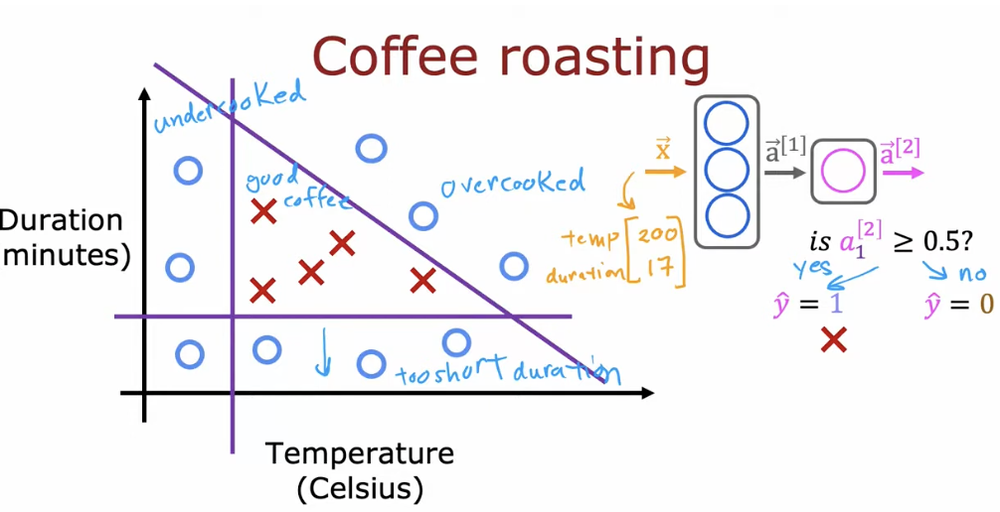 Coffee roasting
undercooked
good
coffee
overcooked
Duration
minutes)
too short duration
Temperature
(Celsius)
x⃗
a⃗[1]
a⃗[2]
temp [200
duration 17]
is a₁[2] ≥ 0.5?
yes
no
ŷ = 1
ŷ = 0